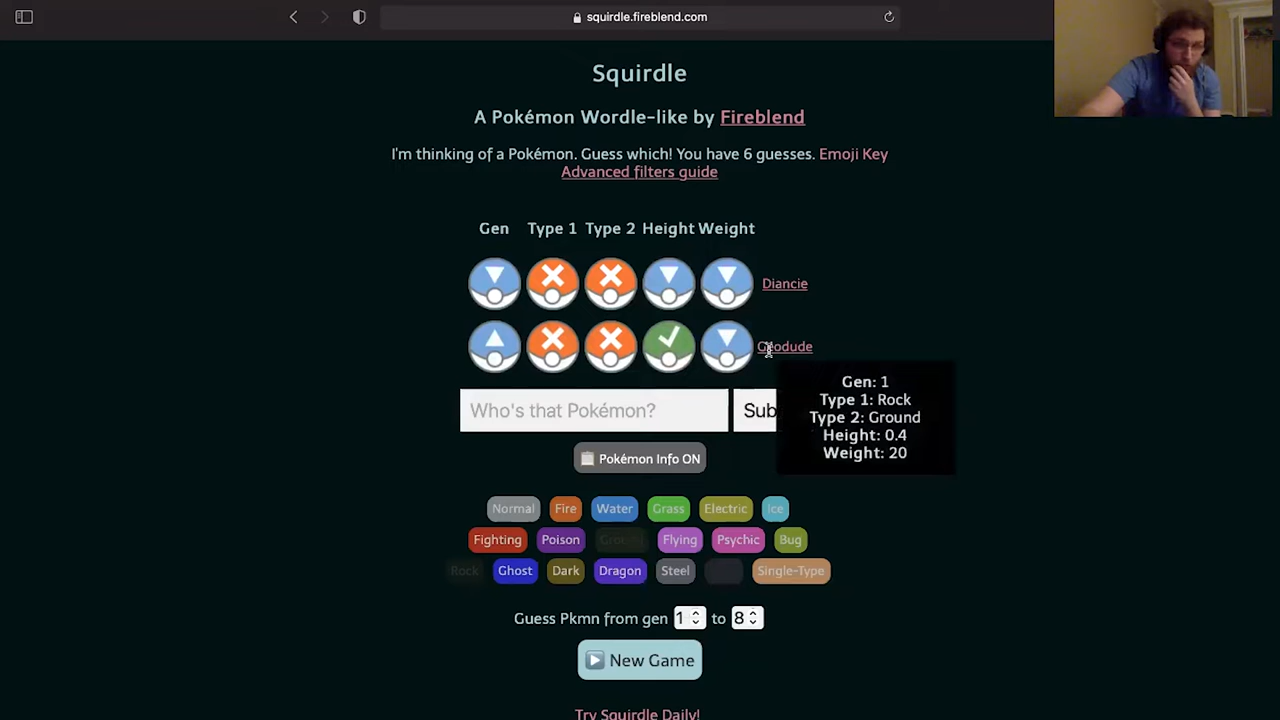 squirdle.fireblend.com
Squirdle
A Pokémon Wordle-like by Fireblend
I'm thinking of a Pokémon. Guess which! You have 6 guesses. Emoji Key
Advanced filters guide
Gen Type 1 Type 2 Height Weight
Diancie
Geodude
Gen: 1
Type 1: Rock
Type 2: Ground
Height: 0.4
Weight: 20
Who's that Pokémon? Sub
Pokémon Info ON
Normal Fire Water Grass Electric Ice
Fighting Poison Ground Flying Psychic Bug
Rock Ghost Dark Dragon Steel Single-Type
Guess Pkmn from gen 1 to 8
New Game
Try Squirdle Daily!